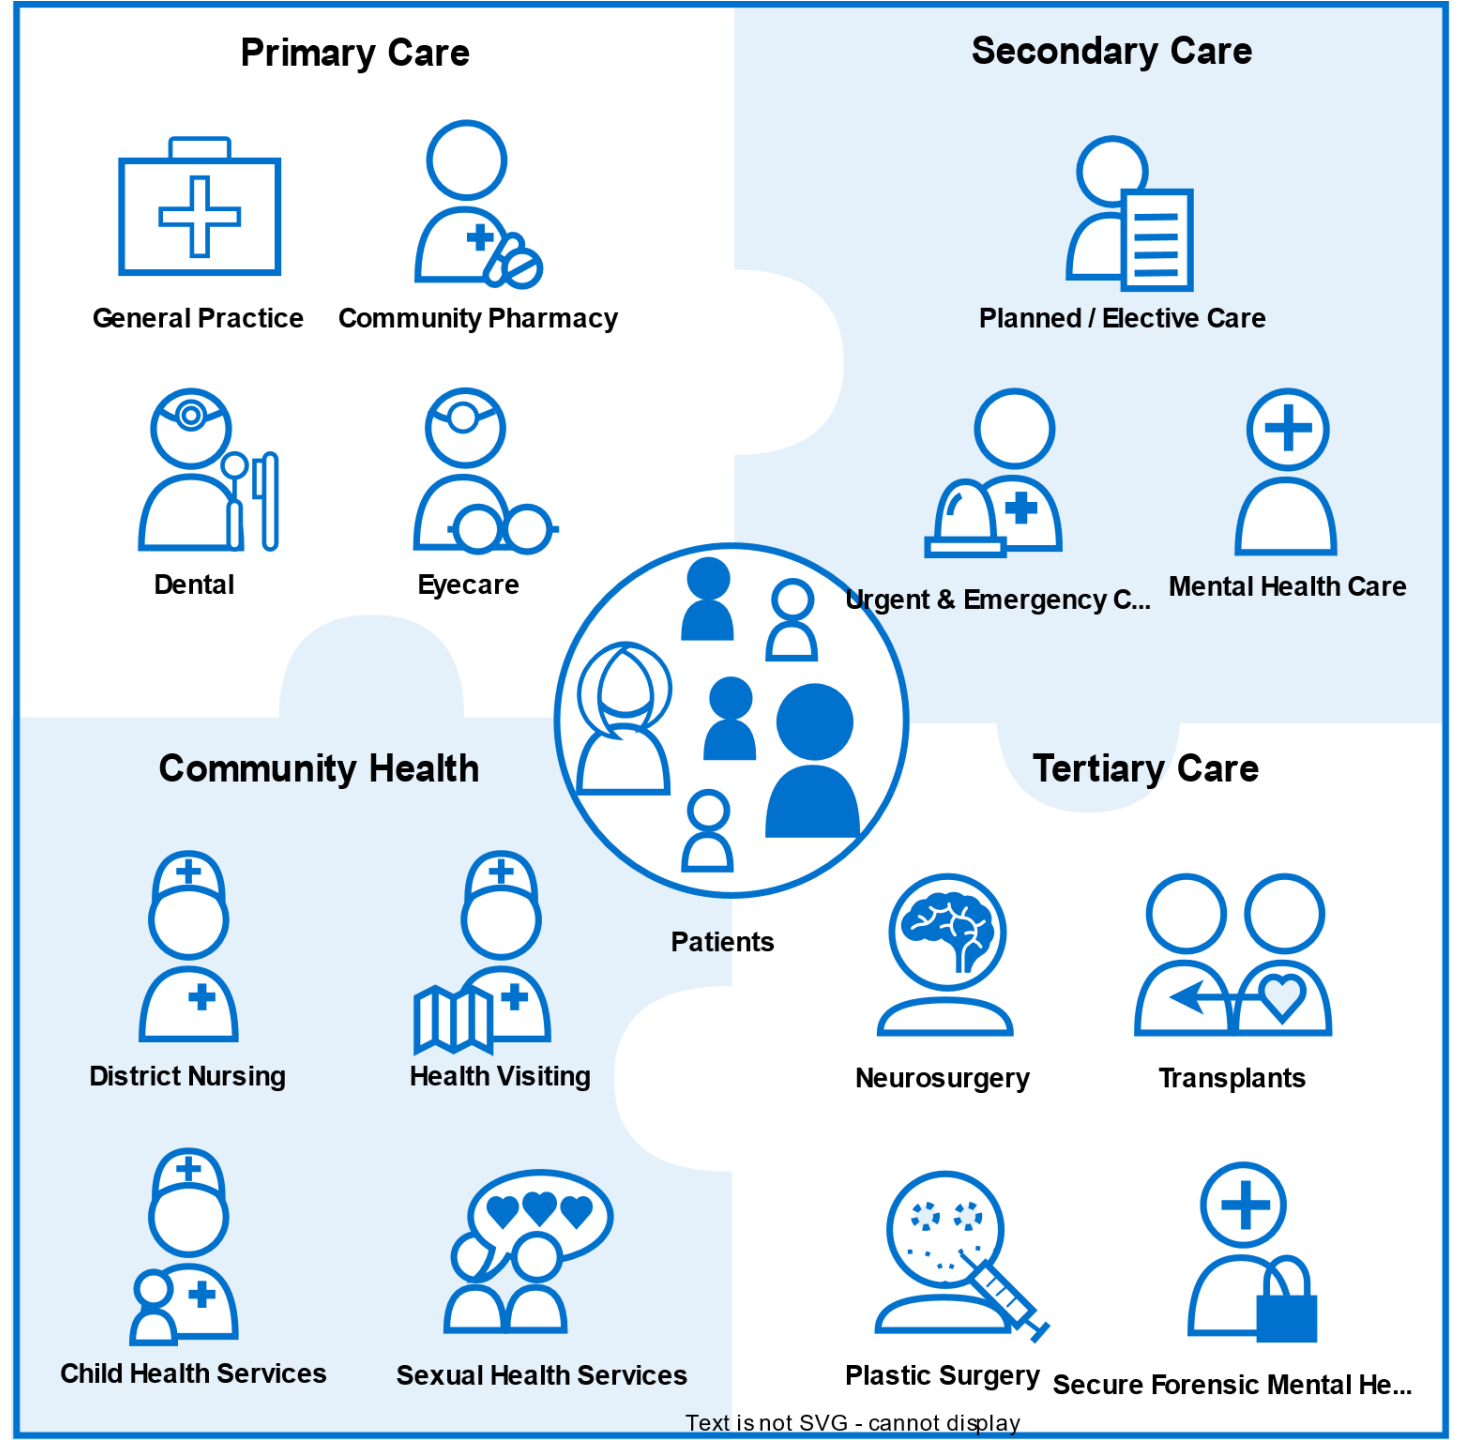 Primary Care
Secondary Care
General Practice
Community Pharmacy
Planned / Elective Care
Dental
Eyecare
Urgent & Emergency C...
Mental Health Care
Community Health
Tertiary Care
Patients
District Nursing
Health Visiting
Neurosurgery
Transplants
Child Health Services
Sexual Health Services
Plastic Surgery
Secure Forensic Mental He...
Text is not SVG - cannot display